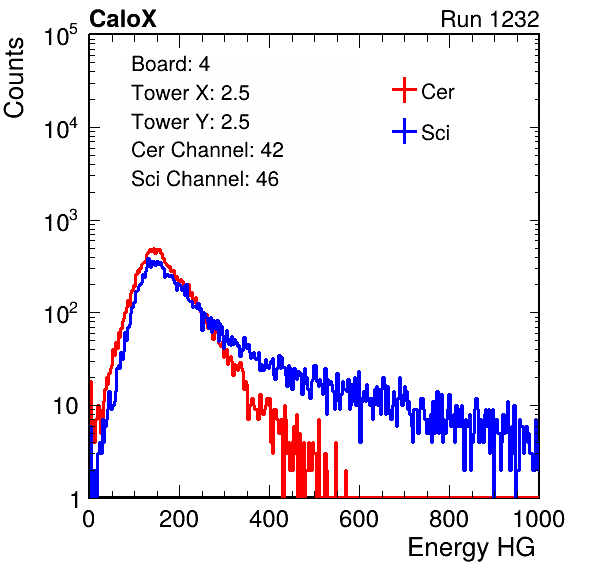 CaloX Run 1232
Counts
10^5
10^4
10^3
10^2
10
1
Board: 4
Tower X: 2.5
Tower Y: 2.5
Cer Channel: 42
Sci Channel: 46
Cer
Sci
0 200 400 600 800 1000
Energy HG